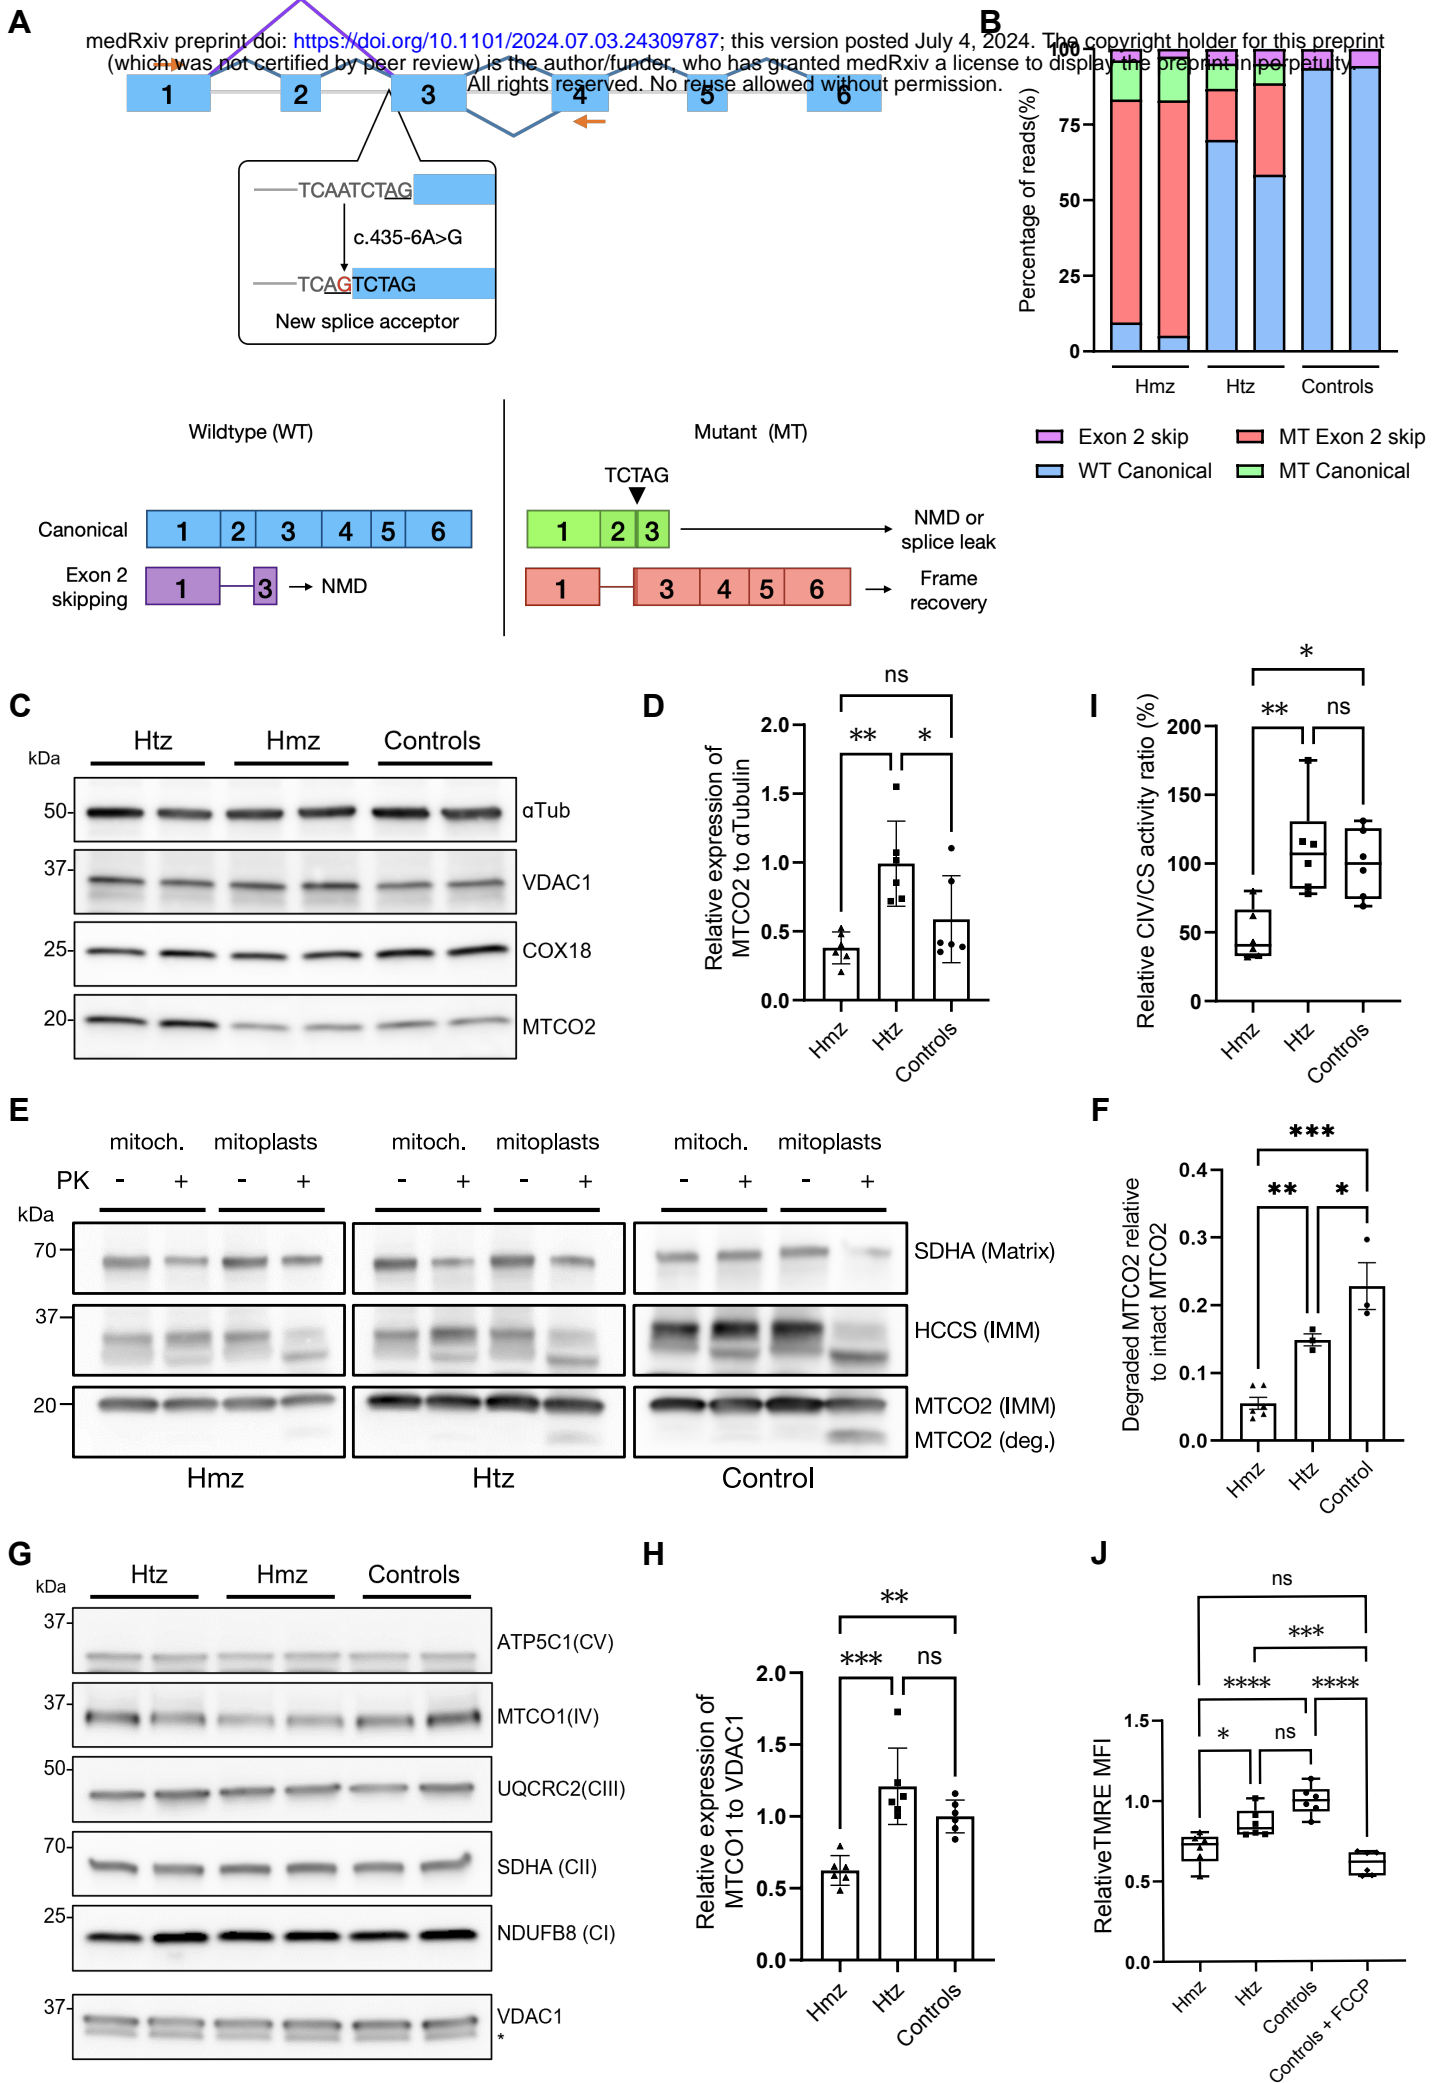 A
B
medRxiv preprint doi: https://doi.org/10.1101/2024.07.03.24309787; this version posted July 4, 2024. The copyright holder for this preprint
(which was not certified by peer review) is the author/funder, who has granted medRxiv a license to display the preprint in perpetuity.
All rights reserved. No reuse allowed without permission.
1 2 3 4 5 6
TCAATCTAG
c.435-6A>G
TCAGTCTAG
New splice acceptor
Percentage of reads(%)
100
75
50
25
0
Hmz Htz Controls
Exon 2 skip MT Exon 2 skip
WT Canonical MT Canonical
Wildtype (WT)
Mutant (MT)
TCTAG
Canonical 1 2 3 4 5 6
1 2 3 NMD or
splice leak
Exon 2
skipping 1 3 NMD
1 3 4 5 6 Frame
recovery
C
Htz Hmz Controls
kDa
50 αTub
37 VDAC1
25 COX18
20 MTCO2
D
Relative expression of
MTCO2 to αTubulin
ns
** *
2.0
1.5
1.0
0.5
0.0
Hmz Htz Controls
I
Relative CIV/CS activity ratio (%)
*
** ns
200
150
100
50
0
Hmz Htz Controls
E
mitoch. mitoplasts mitoch. mitoplasts mitoch. mitoplasts
PK - + - + - + - + - + - +
kDa
70 SDHA (Matrix)
37 HCCS (IMM)
20 MTCO2 (IMM)
MTCO2 (deg.)
Hmz Htz Control
F
Degraded MTCO2 relative
to intact MTCO2
***
** *
0.4
0.3
0.2
0.1
0.0
Hmz Htz Control
G
Htz Hmz Controls
kDa
37 ATP5C1(CV)
37 MTCO1(IV)
50 UQCRC2(CIII)
70 SDHA (CII)
25 NDUFB8 (CI)
37 VDAC1
*
H
Relative expression of
MTCO1 to VDAC1
**
*** ns
2.0
1.5
1.0
0.5
0.0
Hmz Htz Controls
J
RelativeTMRE MFI
ns
***
**** ****
* ns
1.5
1.0
0.5
0.0
Hmz Htz Controls Controls + FCCP